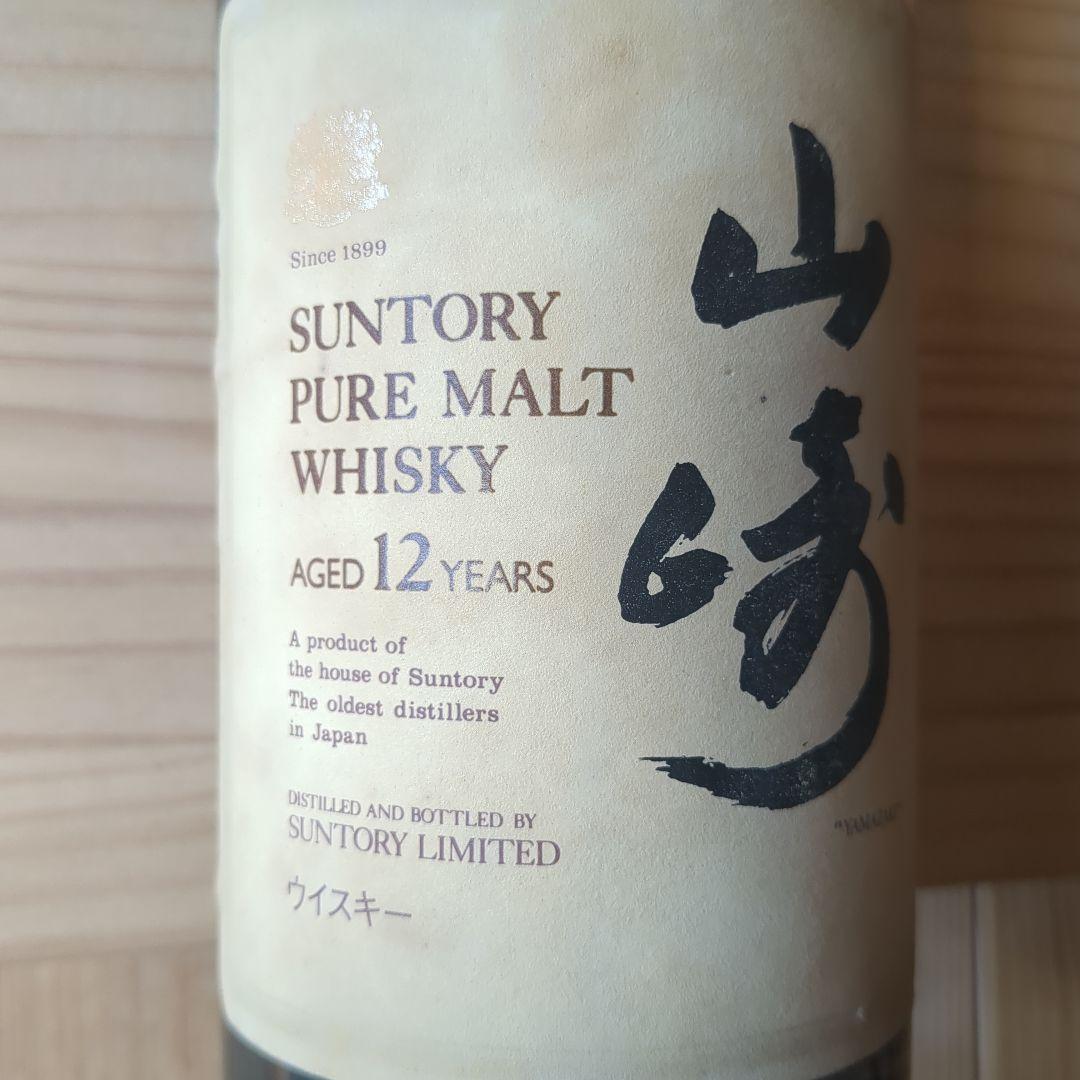 Since 1899
SUNTORY
PURE MALT
WHISKY
AGED 12 YEARS
A product of
the house of Suntory
The oldest distillers
in Japan
DISTILLED AND BOTTLED BY
SUNTORY LIMITED
ウイスキー
山崎
"YAMAZAKI"